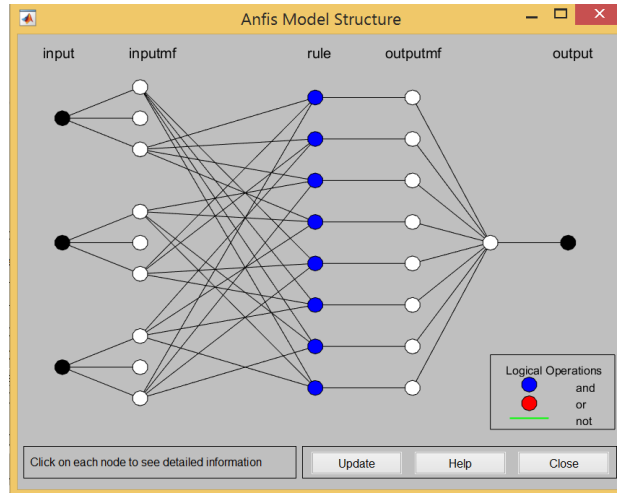 Anfis Model Structure
input inputmf rule outputmf output
Logical Operations
and
or
not
Click on each node to see detailed information
Update Help Close